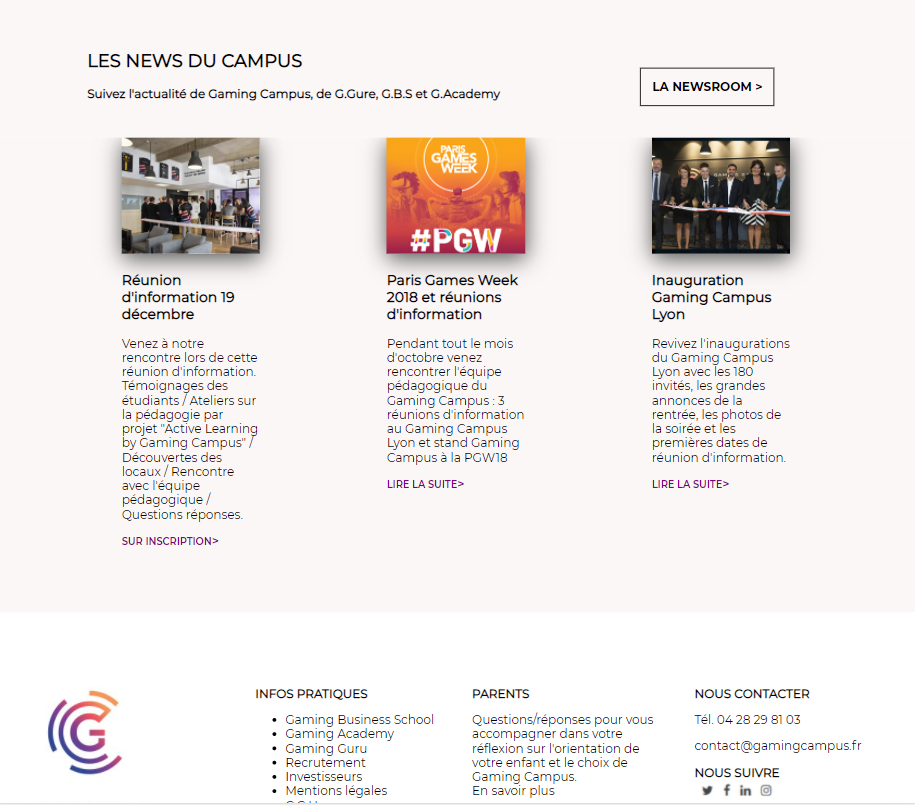 LES NEWS DU CAMPUS
Suivez l'actualité de Gaming Campus, de G.Gure, G.B.S et G.Academy
LA NEWSROOM >
PARIS
GAMES
WEEK
#PGW
Réunion
d'information 19
décembre
Venez à notre
rencontre lors de cette
réunion d'information.
Témoignages des
étudiants / Ateliers sur
la pédagogie par
projet "Active Learning
by Gaming Campus" /
Découvertes des
locaux / Rencontre
avec l'équipe
pédagogique /
Questions réponses.
SUR INSCRIPTION>
Paris Games Week
2018 et réunions
d'information
Pendant tout le mois
d'octobre venez
rencontrer l'équipe
pédagogique du
Gaming Campus : 3
réunions d'information
au Gaming Campus
Lyon et stand Gaming
Campus à la PGW18
LIRE LA SUITE>
Inauguration
Gaming Campus
Lyon
Revivez l'inaugurations
du Gaming Campus
Lyon avec les 180
invités, les grandes
annonces de la
rentrée, les photos de
la soirée et les
premières dates de
réunion d'information.
LIRE LA SUITE>
INFOS PRATIQUES
Gaming Business School
Gaming Academy
Gaming Guru
Recrutement
Investisseurs
Mentions légales
PARENTS
Questions/réponses pour vous
accompagner dans votre
réflexion sur l'orientation de
votre enfant et le choix de
Gaming Campus.
En savoir plus
NOUS CONTACTER
Tél. 04 28 29 81 03
contact@gamingcampus.fr
NOUS SUIVRE